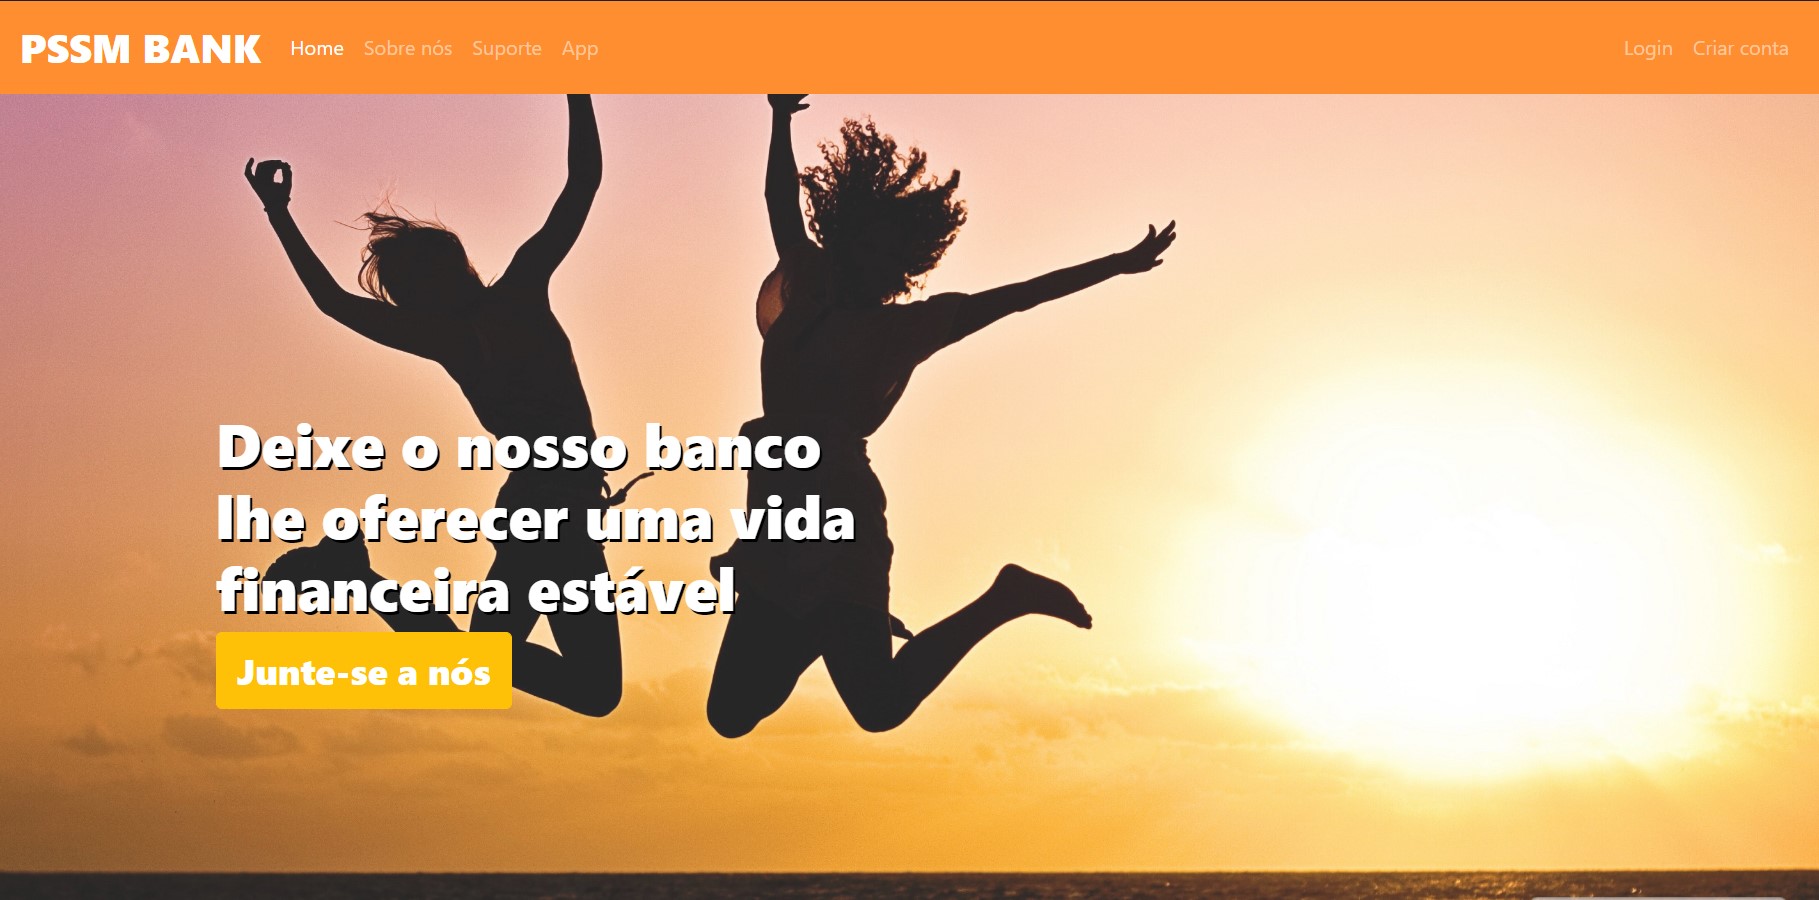 PSSM BANK Home Sobre nós Suporte App Login Criar conta
Deixe o nosso banco
lhe oferecer uma vida
financeira estável
Junte-se a nós